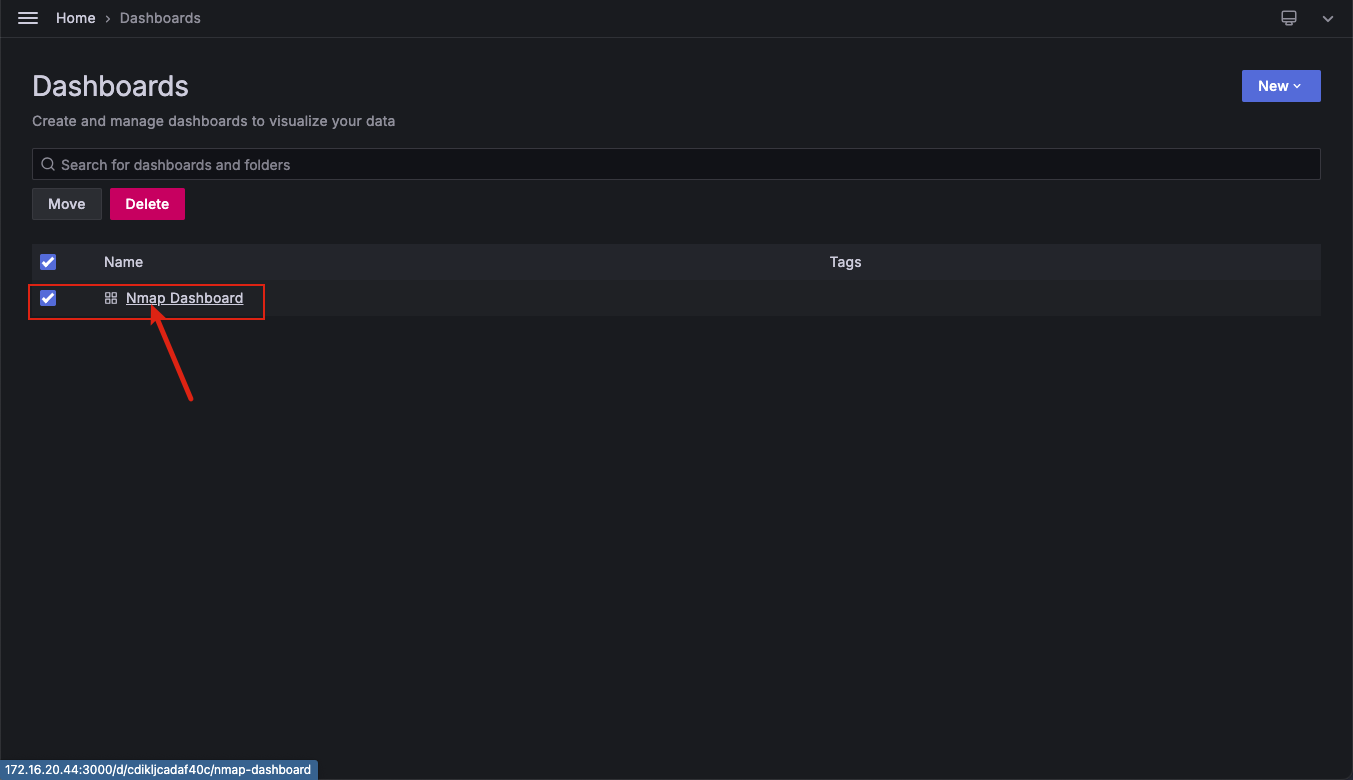 Home › Dashboards
Dashboards
New
Create and manage dashboards to visualize your data
Search for dashboards and folders
Move Delete
Name Tags
Nmap Dashboard
172.16.20.44:3000/d/cdikljcadaf40c/nmap-dashboard